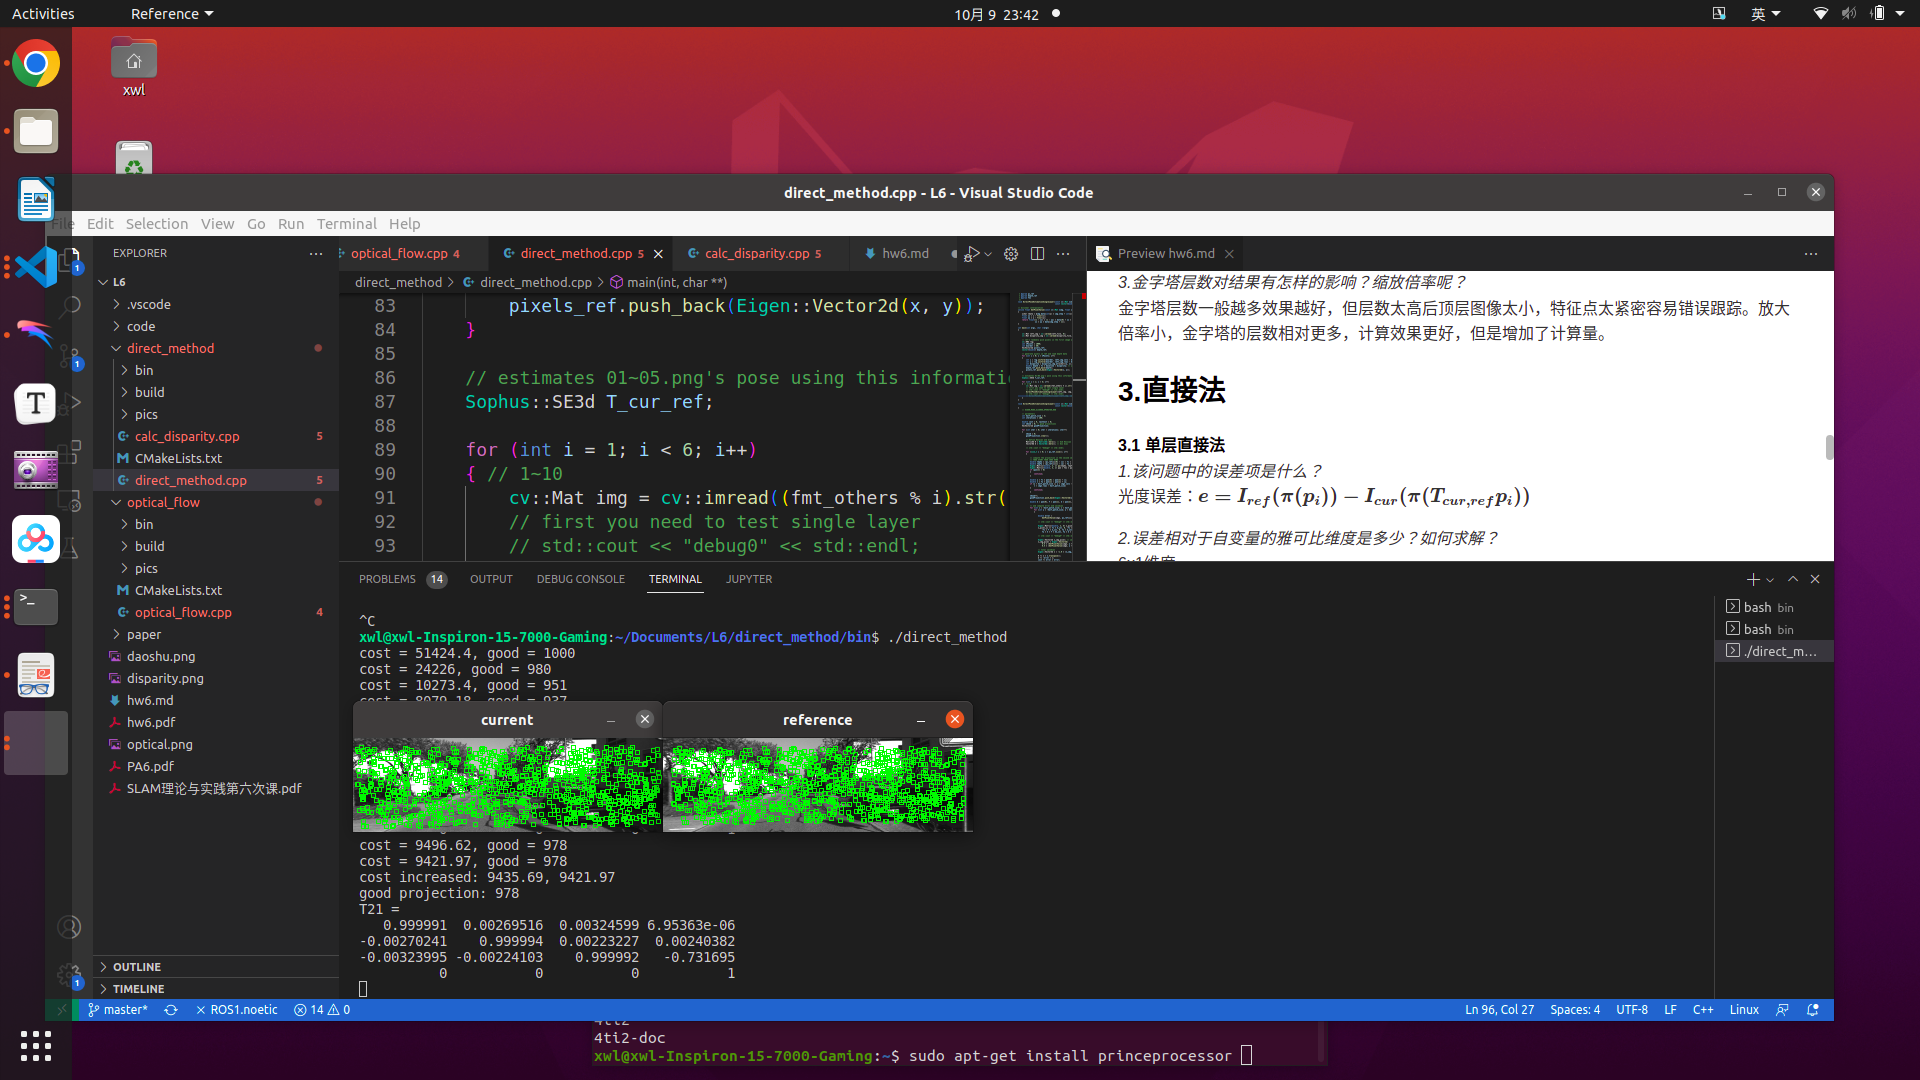 Activities
Reference
10月 9 23:42
英
xwl
direct_method.cpp - L6 - Visual Studio Code
File Edit Selection View Go Run Terminal Help
EXPLORER
L6
.vscode
code
direct_method
bin
build
pics
calc_disparity.cpp 5
CMakeLists.txt
direct_method.cpp 5
optical_flow
bin
build
pics
CMakeLists.txt
optical_flow.cpp 4
paper
daoshu.png
disparity.png
hw6.md
hw6.pdf
optical.png
PA6.pdf
SLAM理论与实践第六次课.pdf
OUTLINE
TIMELINE
1
1
1
optical_flow.cpp 4
direct_method.cpp 5
calc_disparity.cpp 5
hw6.md
direct_method > direct_method.cpp > main(int, char **)
83 pixels_ref.push_back(Eigen::Vector2d(x, y));
84 }
85
86 // estimates 01~05.png's pose using this informati
87 Sophus::SE3d T_cur_ref;
88
89 for (int i = 1; i < 6; i++)
90 { // 1~10
91 cv::Mat img = cv::imread((fmt_others % i).str(
92 // first you need to test single layer
93 // std::cout << "debug0" << std::endl;
Preview hw6.md
3.金字塔层数对结果有怎样的影响？缩放倍率呢？
金字塔层数一般越多效果越好，但层数太高后顶层图像太小，特征点太紧密容易错误跟踪。放大
倍率小，金字塔的层数相对更多，计算效果更好，但是增加了计算量。
3.直接法
3.1 单层直接法
1.该问题中的误差项是什么？
光度误差：e = I_ref(π(p_i)) − I_cur(π(T_cur,ref p_i))
2.误差相对于自变量的雅可比维度是多少？如何求解？
6x1维度
PROBLEMS 14 OUTPUT DEBUG CONSOLE TERMINAL JUPYTER
^C
xwl@xwl-Inspiron-15-7000-Gaming:~/Documents/L6/direct_method/bin$ ./direct_method
cost = 51424.4, good = 1000
cost = 24226, good = 980
cost = 10273.4, good = 951
cost = 8079.18, good = 937
current
reference
cost = 9496.62, good = 978
cost = 9421.97, good = 978
cost increased: 9435.69, 9421.97
good projection: 978
T21 =
0.999991 0.00269516 0.00324599 6.95363e-06
-0.00270241 0.999994 0.00223227 0.00240382
-0.00323995 -0.00224103 0.999992 -0.731695
0 0 0 1
bash bin
bash bin
./direct_m...
master* ROS1.noetic 14 0
Ln 96, Col 27 Spaces: 4 UTF-8 LF C++ Linux
4ti2
4ti2-doc
xwl@xwl-Inspiron-15-7000-Gaming:~$ sudo apt-get install princeprocessor